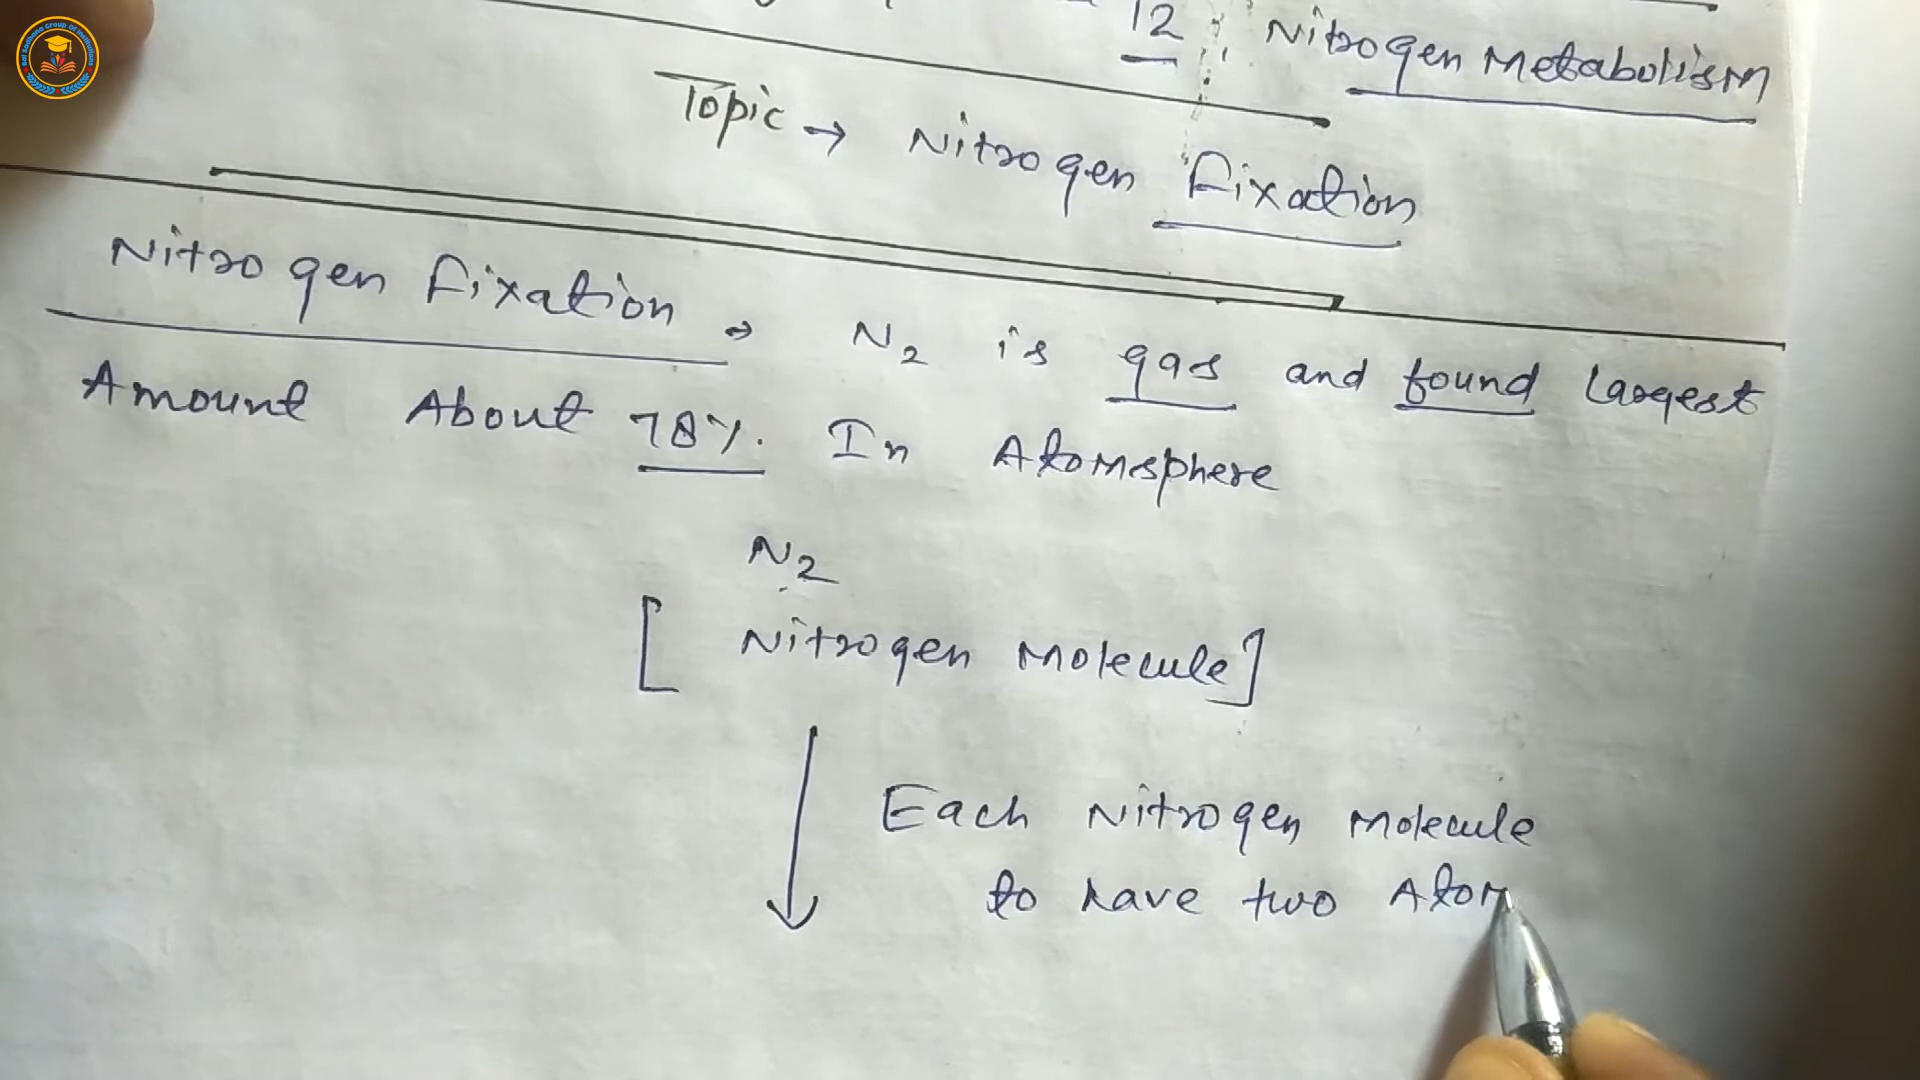 12 : Nitrogen Metabolism
Topic → Nitrogen Fixation
Nitrogen Fixation → N2 is gas and found Largest
Amount About 78% In Atomsphere
N2
[ Nitrogen Molecule ]
Each Nitrogen Molecule
to have two Atom